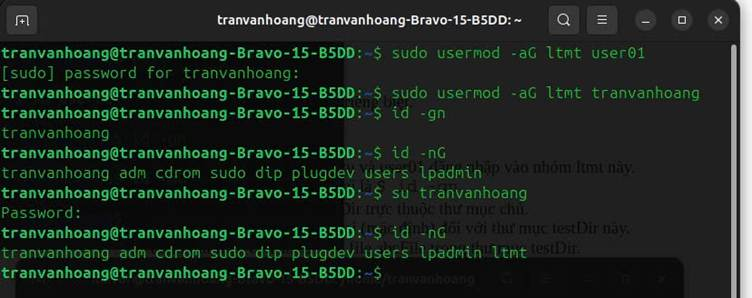 tranvanhoang@tranvanhoang-Bravo-15-B5DD: ~
tranvanhoang@tranvanhoang-Bravo-15-B5DD:~$ sudo usermod -aG ltmt user01
[sudo] password for tranvanhoang:
tranvanhoang@tranvanhoang-Bravo-15-B5DD:~$ sudo usermod -aG ltmt tranvanhoang
tranvanhoang@tranvanhoang-Bravo-15-B5DD:~$ id -gn
tranvanhoang
tranvanhoang@tranvanhoang-Bravo-15-B5DD:~$ id -nG
tranvanhoang adm cdrom sudo dip plugdev users lpadmin
tranvanhoang@tranvanhoang-Bravo-15-B5DD:~$ su tranvanhoang
Password:
tranvanhoang@tranvanhoang-Bravo-15-B5DD:~$ id -nG
tranvanhoang adm cdrom sudo dip plugdev users lpadmin ltmt
tranvanhoang@tranvanhoang-Bravo-15-B5DD:~$